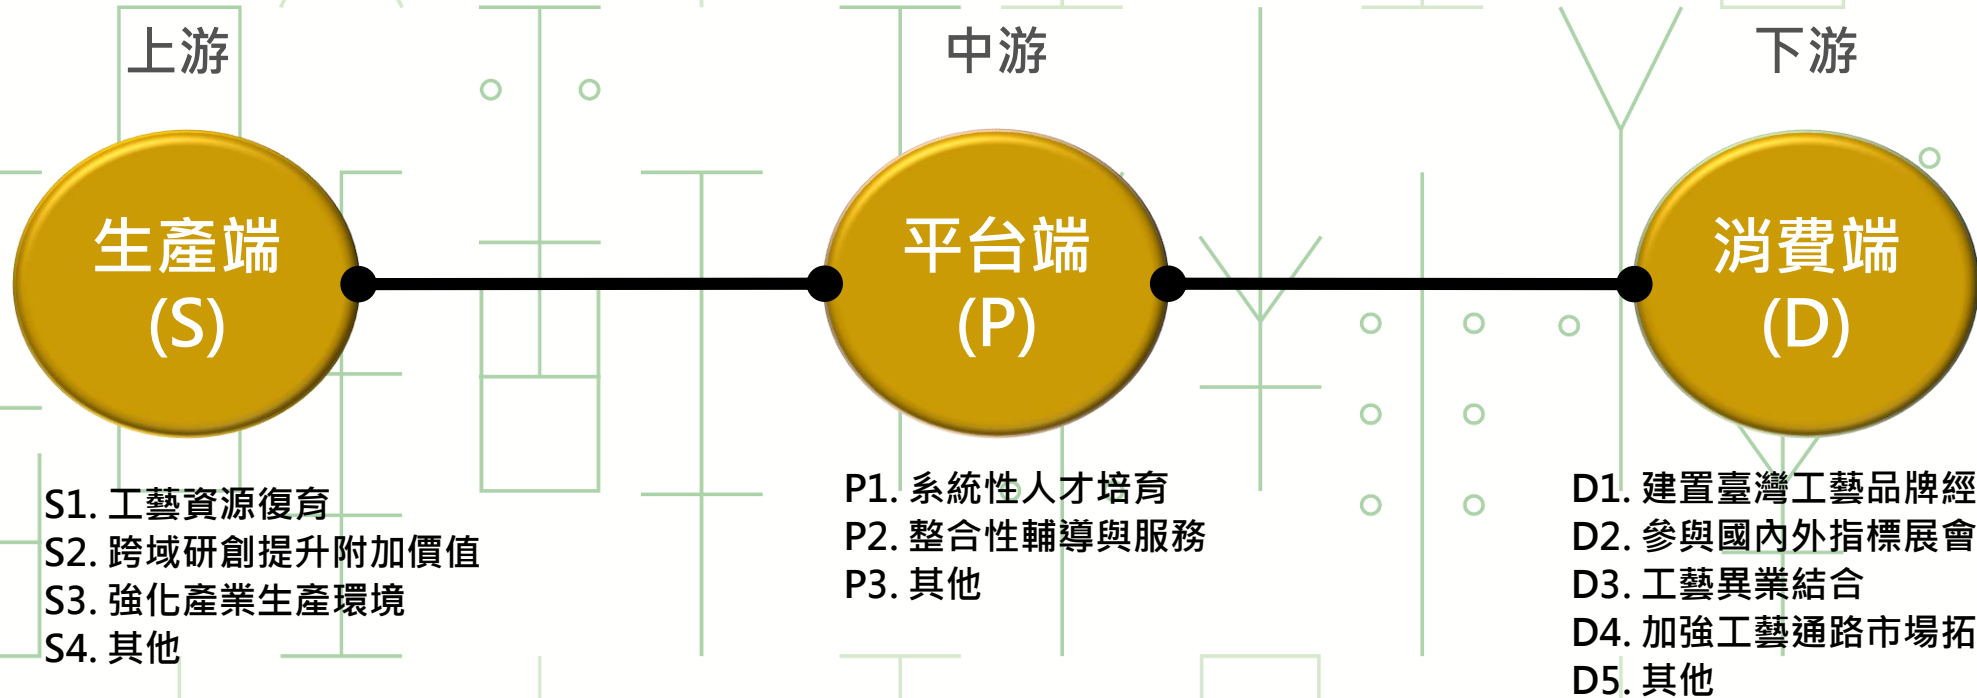 上游
中游
下游
生產端
(S)
平台端
(P)
消費端
(D)
S1. 工藝資源復育
S2. 跨域研創提升附加價值
S3. 強化產業生產環境
S4. 其他
P1. 系統性人才培育
P2. 整合性輔導與服務
P3. 其他
D1. 建置臺灣工藝品牌經
D2. 參與國內外指標展會
D3. 工藝異業結合
D4. 加強工藝通路市場拓
D5. 其他